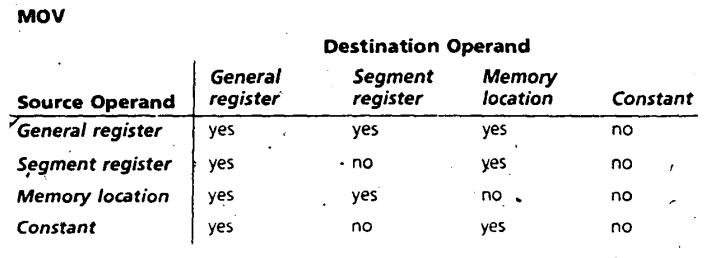 MOV
Destination Operand
Source Operand General register Segment register Memory location Constant
General register yes yes yes no
Segment register yes no yes no
Memory location yes yes no no
Constant yes no yes no